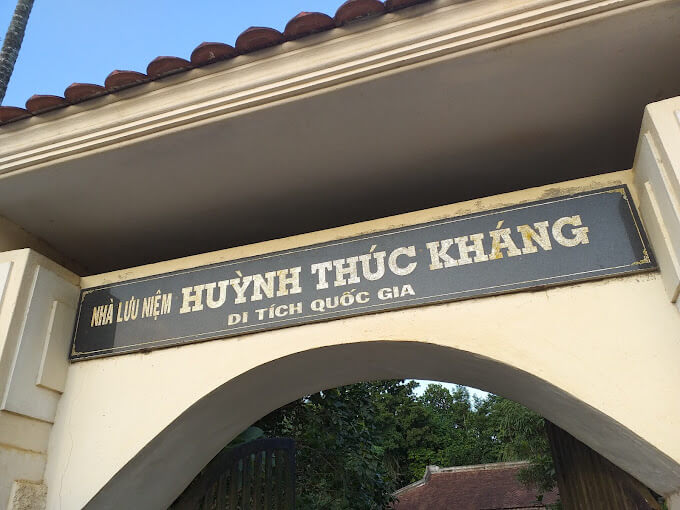 NHÀ LƯU NIỆM HUỲNH THÚC KHÁNG
DI TÍCH QUỐC GIA